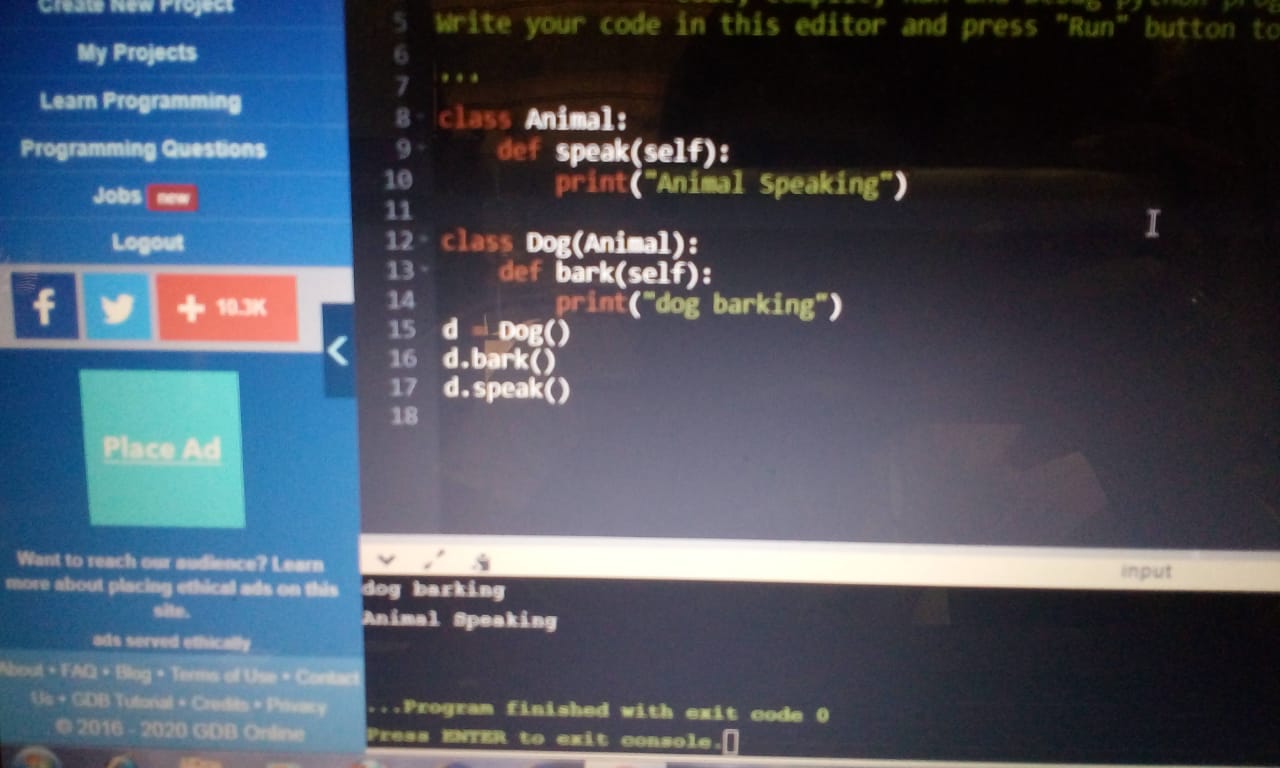 Create New Project
My Projects
Learn Programming
Programming Questions
Jobs new
Logout
f
+ 10.3K
<
Place Ad
Want to reach our audience? Learn
more about placing ethical ads on this
site.
ads served ethically
About • FAQ • Blog • Terms of Use • Contact
Us • GDB Tutorial • Credits • Privacy
© 2016 - 2020 GDB Online
5 Write your code in this editor and press "Run" button to
6
7 '''
8 class Animal:
9     def speak(self):
10         print("Animal Speaking")
11
12 class Dog(Animal):
13     def bark(self):
14         print("dog barking")
15 d = Dog()
16 d.bark()
17 d.speak()
18
input
dog barking
Animal Speaking
...Program finished with exit code 0
Press ENTER to exit console.